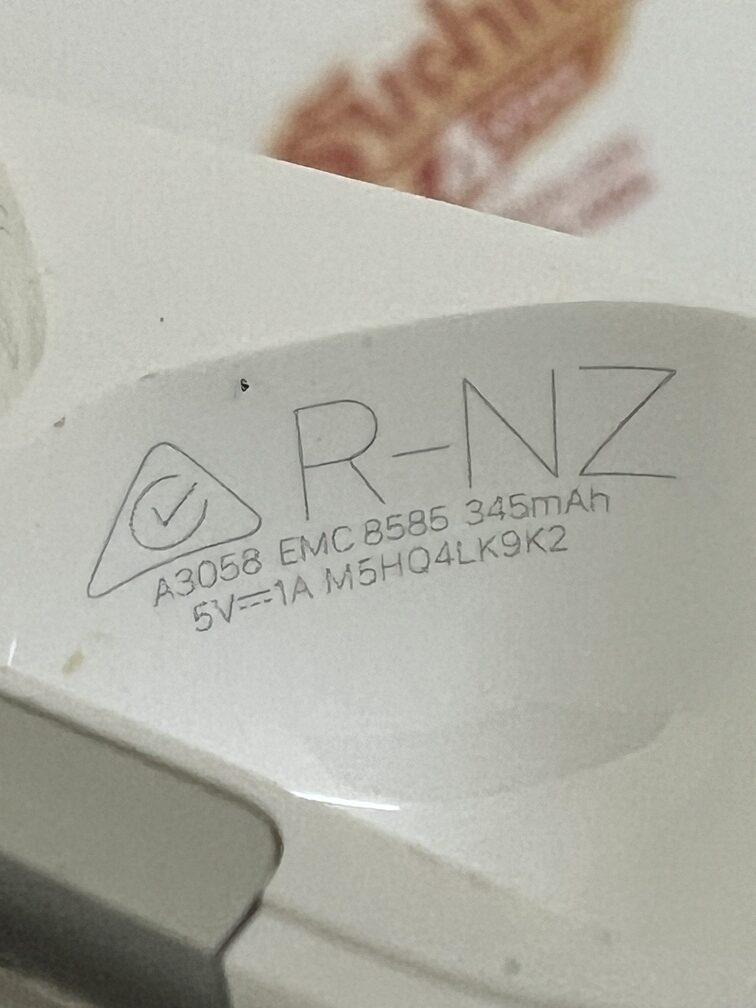 R-NZ
A3058 EMC 8585 345mAh
5V⎓1A M5HQ4LK9K2